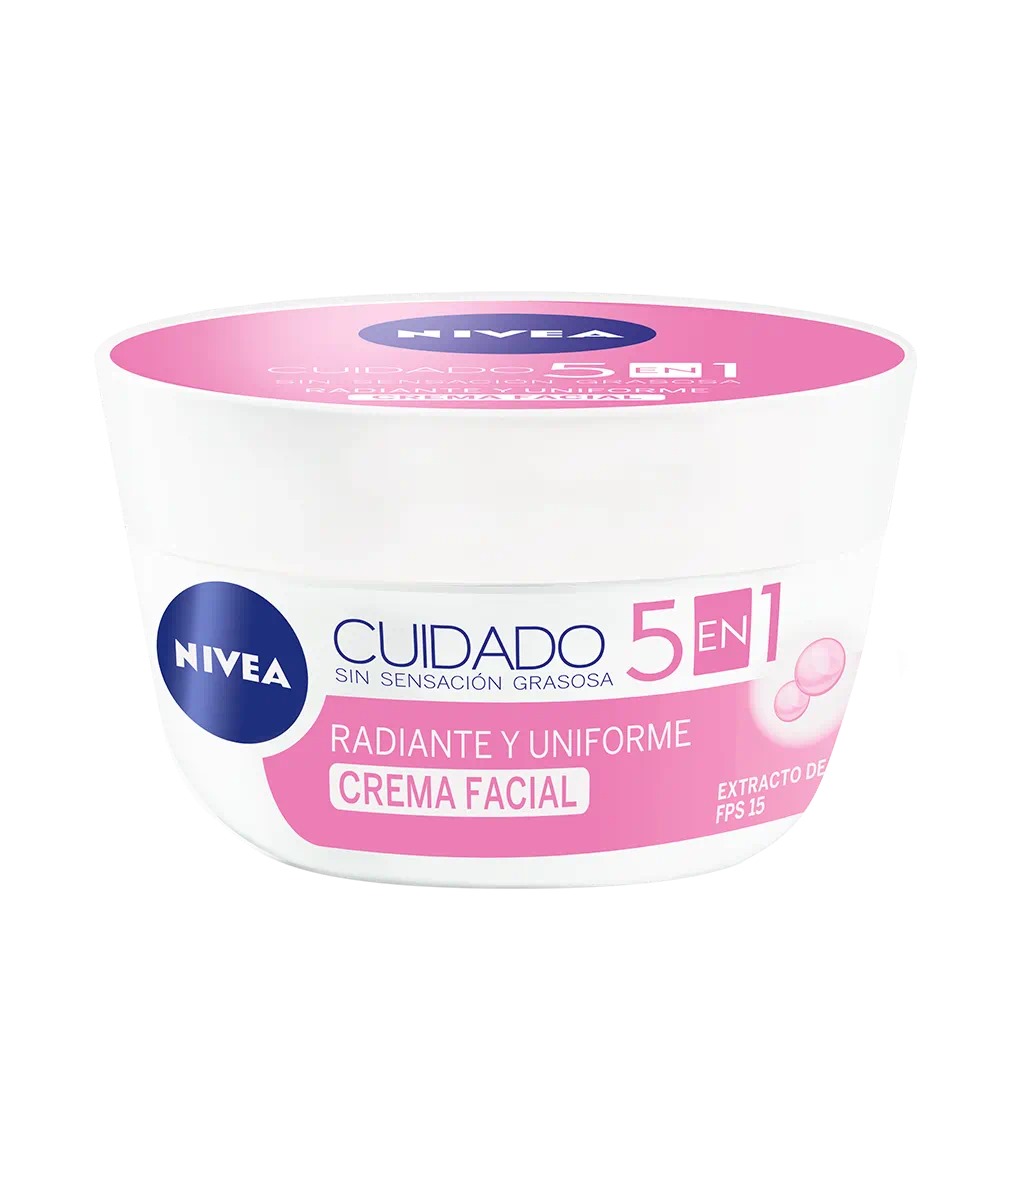 NIVEA
CUIDADO 5 EN 1
SIN SENSACIÓN GRASOSA
RADIANTE Y UNIFORME
CREMA FACIAL
NIVEA
CUIDADO 5 EN 1
SIN SENSACIÓN GRASOSA
RADIANTE Y UNIFORME
CREMA FACIAL
EXTRACTO DE
FPS 15